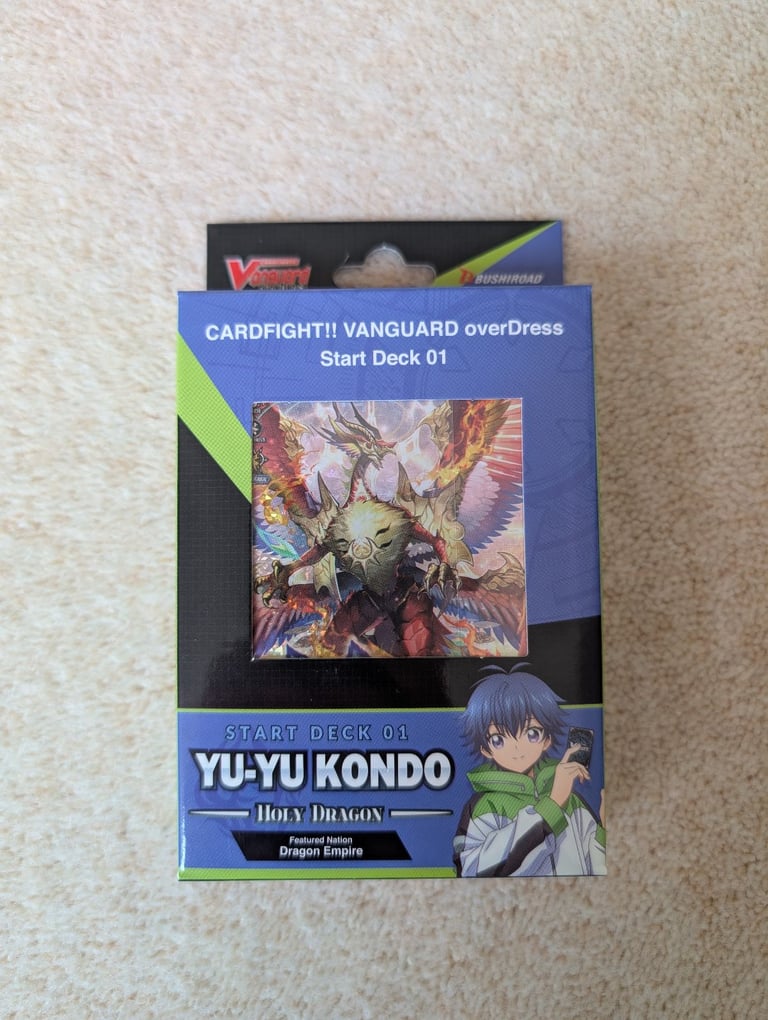 Vanguard
BUSHIROAD
CARDFIGHT!! VANGUARD overDress
Start Deck 01
START DECK 01
YU-YU KONDO
HOLY DRAGON
Featured Nation
Dragon Empire